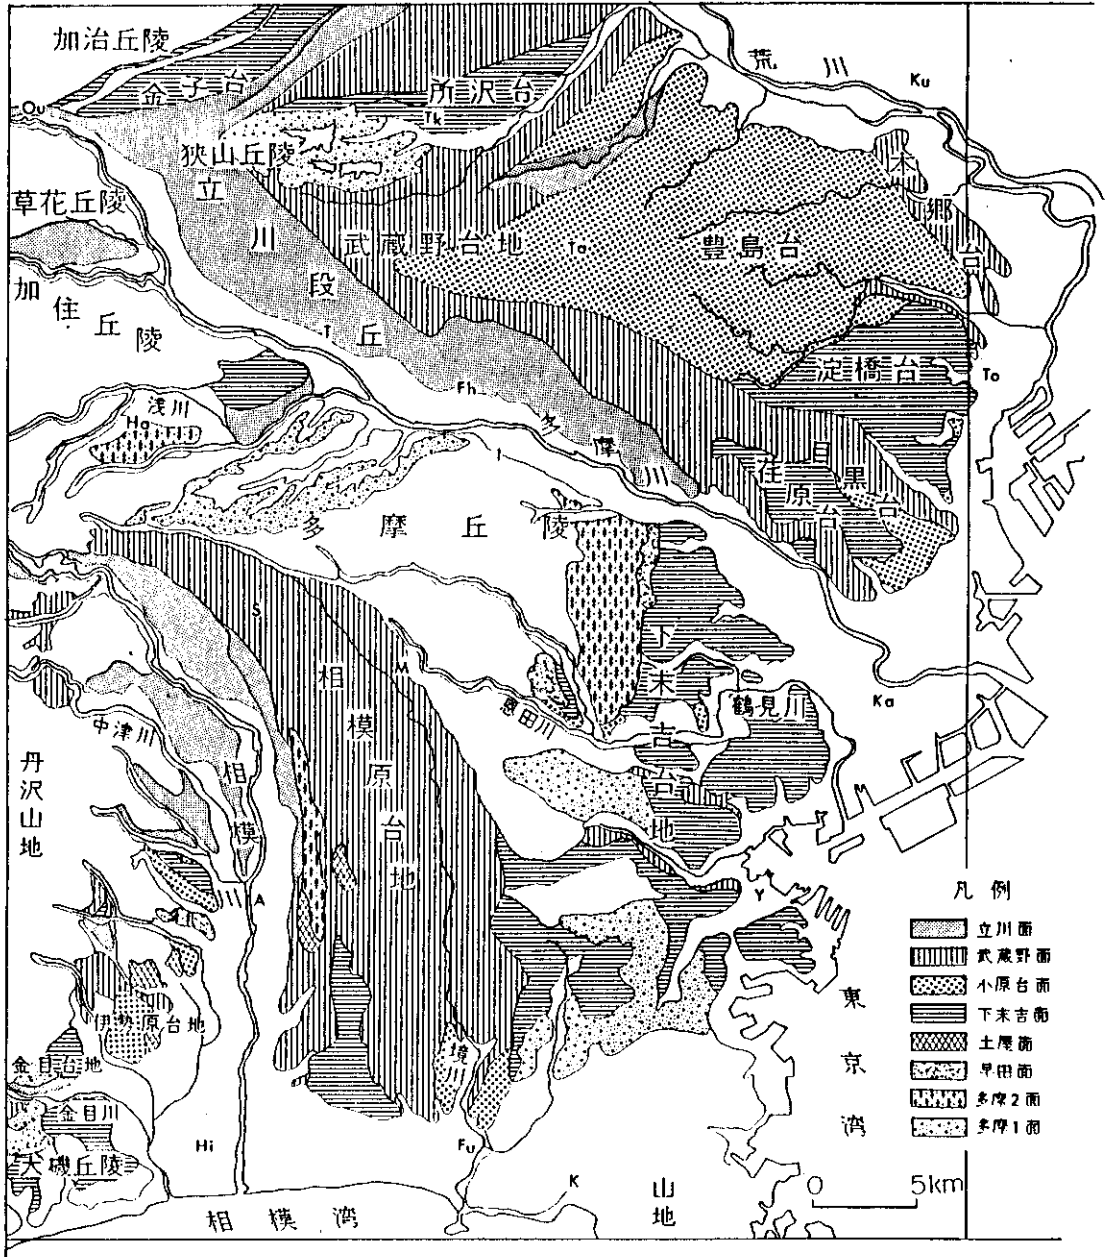 加治丘陵
金子台
所沢台
荒川
Ku
Ou
Tk
狭山丘陵
草花丘陵
立川段丘
武蔵野台地
Ta
豊島台
本郷台
加住丘陵
T
Fh
淀橋台
To
浅川
Ha
多摩川
目黒台
荏原台
I
多摩丘陵
S
M
相模原台地
恩田川
下末吉台地
鶴見川
Ka
中津川
丹沢山地
相模川
A
Y
凡例
立川面
武蔵野面
小原台面
下末吉面
土屋面
早田面
多摩2面
多摩1面
東京湾
伊勢原台地
金目台地
金目川
大磯丘陵
境川
Hi
Fu
K
山地
0 5km
相模湾